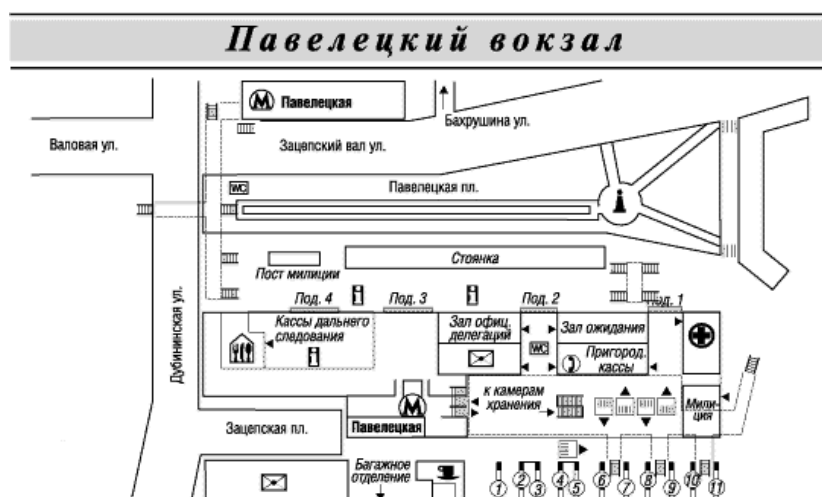 Павелецкий вокзал
М Павелецкая
Бахрушина ул.
Валовая ул.
Зацепский вал ул.
WC
Павелецкая пл.
Стоянка
Пост милиции
Дубининская ул.
Под. 4
Под. 3
Под. 2
Под. 1
Кассы дальнего
следования
Зал офиц.
делегаций
Зал ожидания
WC
Пригород.
кассы
к камерам
хранения
Мили-
ция
М
Павелецкая
Зацепская пл.
Багажное
отделение
1
2
3
4
5
6
7
8
9
10
11